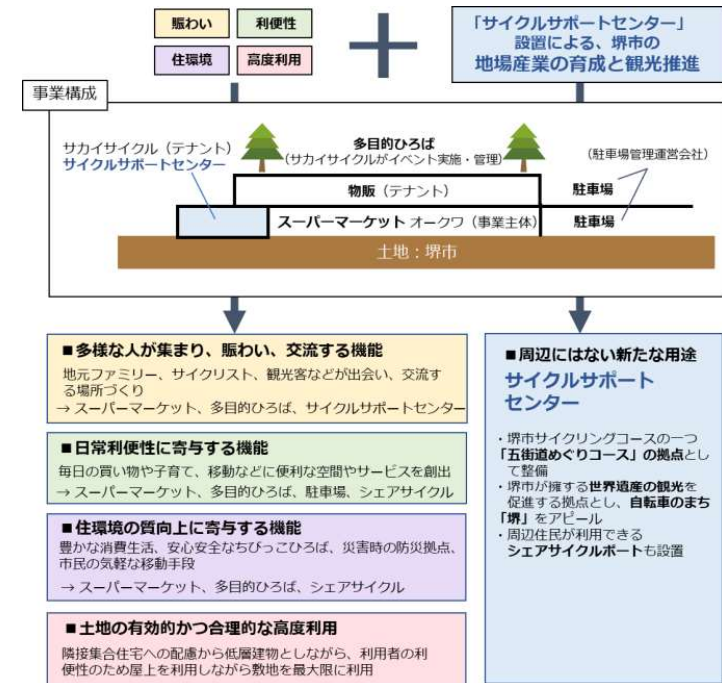 賑わい
利便性
住環境
高度利用
「サイクルサポートセンター」
設置による、堺市の
地場産業の育成と観光推進
事業構成
サカイサイクル（テナント）
サイクルサポートセンター
多目的ひろば
（サカイサイクルがイベント実施・管理）
（駐車場管理運営会社）
物販（テナント）
駐車場
スーパーマーケット オークワ（事業主体）
駐車場
土地：堺市
■多様な人が集まり、賑わい、交流する機能
地元ファミリー、サイクリスト、観光客などが出会い、交流す
る場所づくり
→ スーパーマーケット、多目的ひろば、サイクルサポートセンター
■日常利便性に寄与する機能
毎日の買い物や子育て、移動などに便利な空間やサービスを創出
→ スーパーマーケット、多目的ひろば、駐車場、シェアサイクル
■住環境の質向上に寄与する機能
豊かな消費生活、安心安全なちびっこひろば、災害時の防災拠点、
市民の気軽な移動手段
→ スーパーマーケット、多目的ひろば、シェアサイクル
■土地の有効的かつ合理的な高度利用
隣接集合住宅への配慮から低層建物としながら、利用者の利
便性のため屋上を利用しながら敷地を最大限に利用
■周辺にはない新たな用途
サイクルサポート
センター
・堺市サイクリングコースの一つ
「五街道めぐりコース」の拠点とし
て整備
・堺市が擁する世界遺産の観光を
促進する拠点とし、自転車のまち
「堺」をアピール
・周辺住民が利用できる
シェアサイクルポートも設置